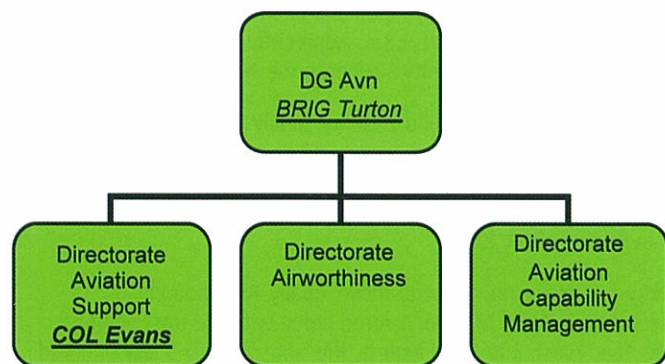 DG Avn
BRIG Turton
Directorate
Aviation
Support
COL Evans
Directorate
Airworthiness
Directorate
Aviation
Capability
Management